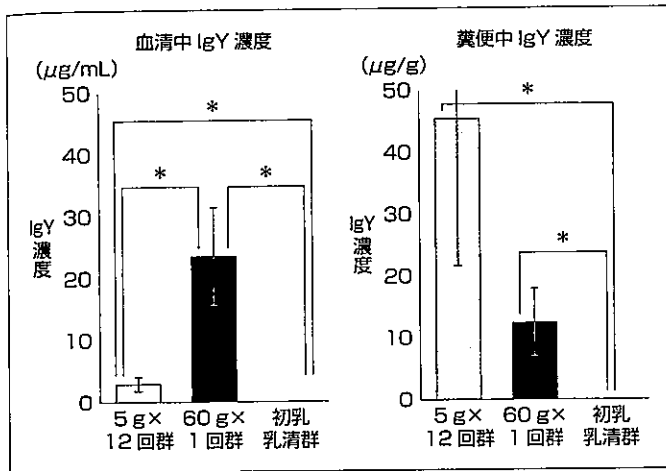 血清中 IgY 濃度
(μg/mL)
50
40
30
20
10
0
IgY
濃度
*
*
*
5 g×
12 回群
60 g×
1 回群
初乳
乳清群
糞便中 IgY 濃度
(μg/g)
50
40
30
20
10
0
IgY
濃度
*
*
5 g×
12 回群
60 g×
1 回群
初乳
乳清群